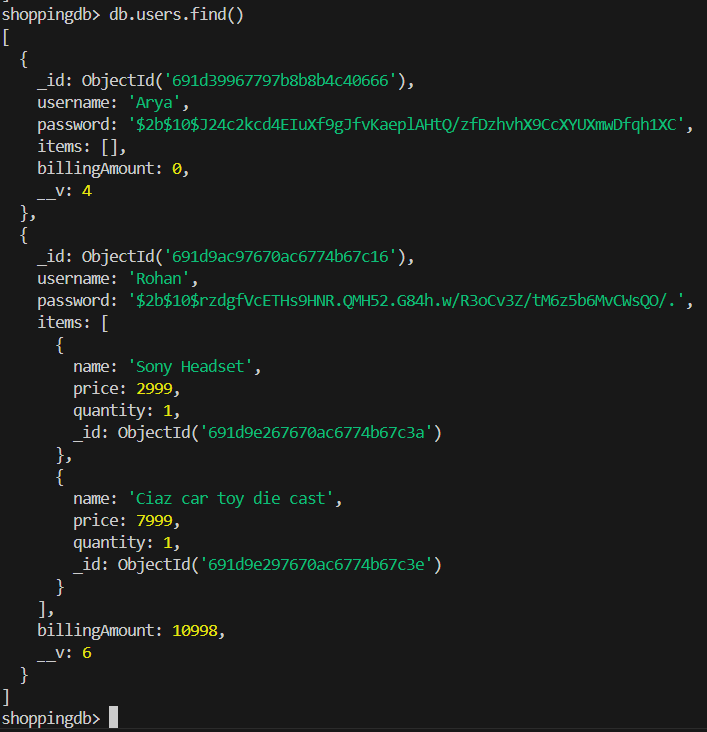 shoppingdb> db.users.find()
[
  {
    _id: ObjectId('691d39967797b8b8b4c40666'),
    username: 'Arya',
    password: '$2b$10$J24c2kcd4EIuXf9gJfvKaeplAHtQ/zfDzhvhX9CcXYUXmwDfqh1XC',
    items: [],
    billingAmount: 0,
    __v: 4
  },
  {
    _id: ObjectId('691d9ac97670ac6774b67c16'),
    username: 'Rohan',
    password: '$2b$10$rzdgfVcETHs9HNR.QMH52.G84h.w/R3oCv3Z/tM6z5b6MvCWsQO/.',
    items: [
      {
        name: 'Sony Headset',
        price: 2999,
        quantity: 1,
        _id: ObjectId('691d9e267670ac6774b67c3a')
      },
      {
        name: 'Ciaz car toy die cast',
        price: 7999,
        quantity: 1,
        _id: ObjectId('691d9e297670ac6774b67c3e')
      }
    ],
    billingAmount: 10998,
    __v: 6
  }
]
shoppingdb>